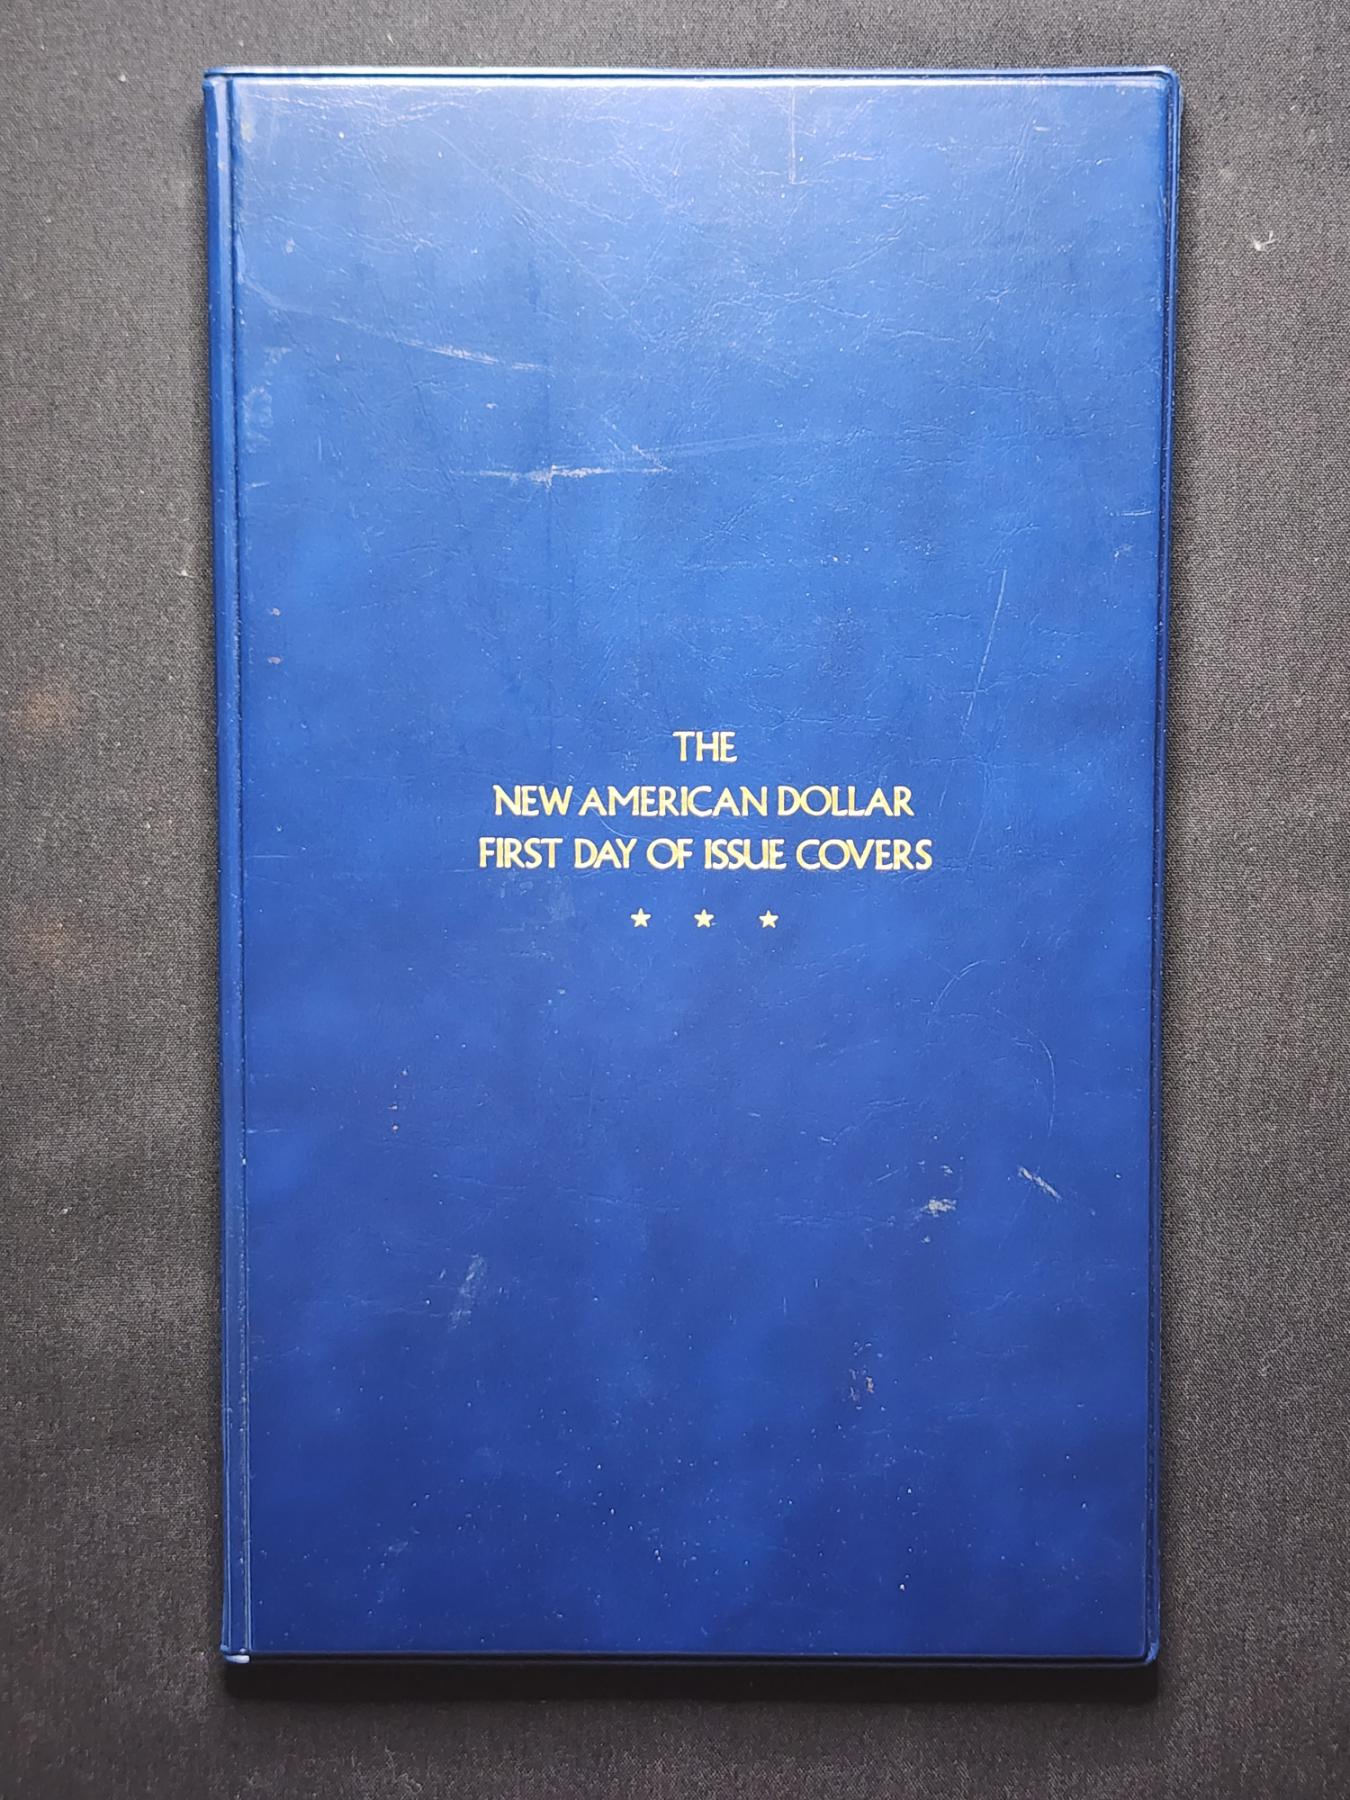 THE
NEW AMERICAN DOLLAR
FIRST DAY OF ISSUE COVERS
★ ★ ★